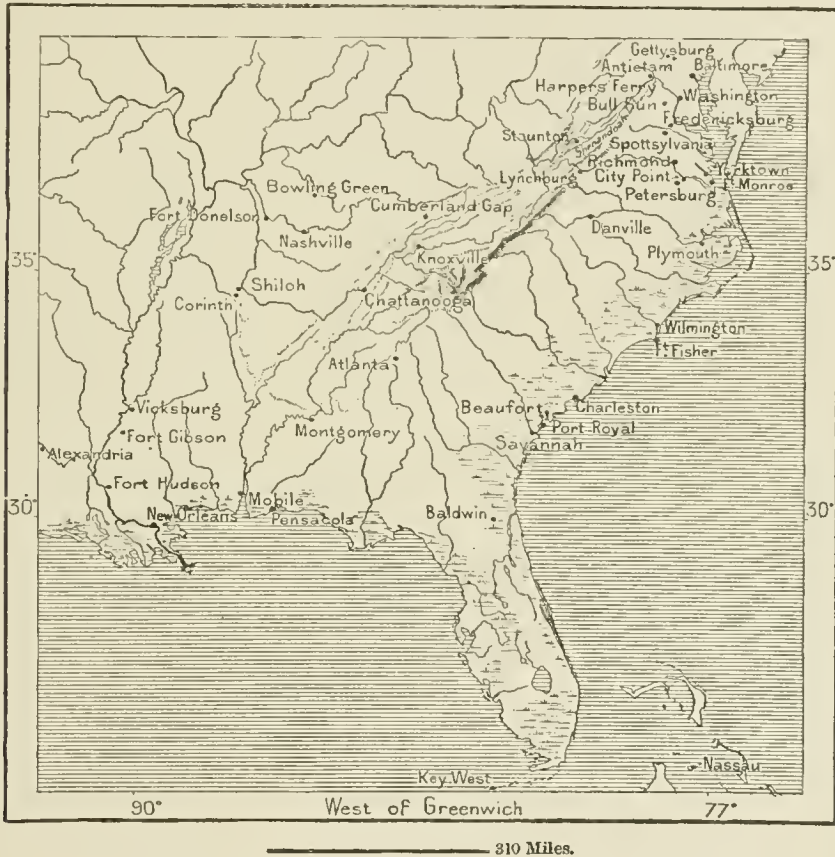 Gettysburg
Antietam Baltimore
Harpers Ferry
Bull Run Washington
Fredericksburg
Staunton Shenandoah
Spottsylvania
Richmond Yorktown
Lynchburg City Point Ft. Monroe
Bowling Green Petersburg
Fort Donelson Cumberland Gap
Nashville Danville
Knoxville Plymouth
35° 35°
Shiloh
Corinth Chattanooga
Wilmington
Atlanta Ft. Fisher
Vicksburg Beaufort Charleston
Fort Gibson Montgomery Port Royal
Alexandria Savannah
Fort Hudson
30° Mobile 30°
New Orleans Pensacola Baldwin
Nassau
Key West
90° West of Greenwich 77°
310 Miles.